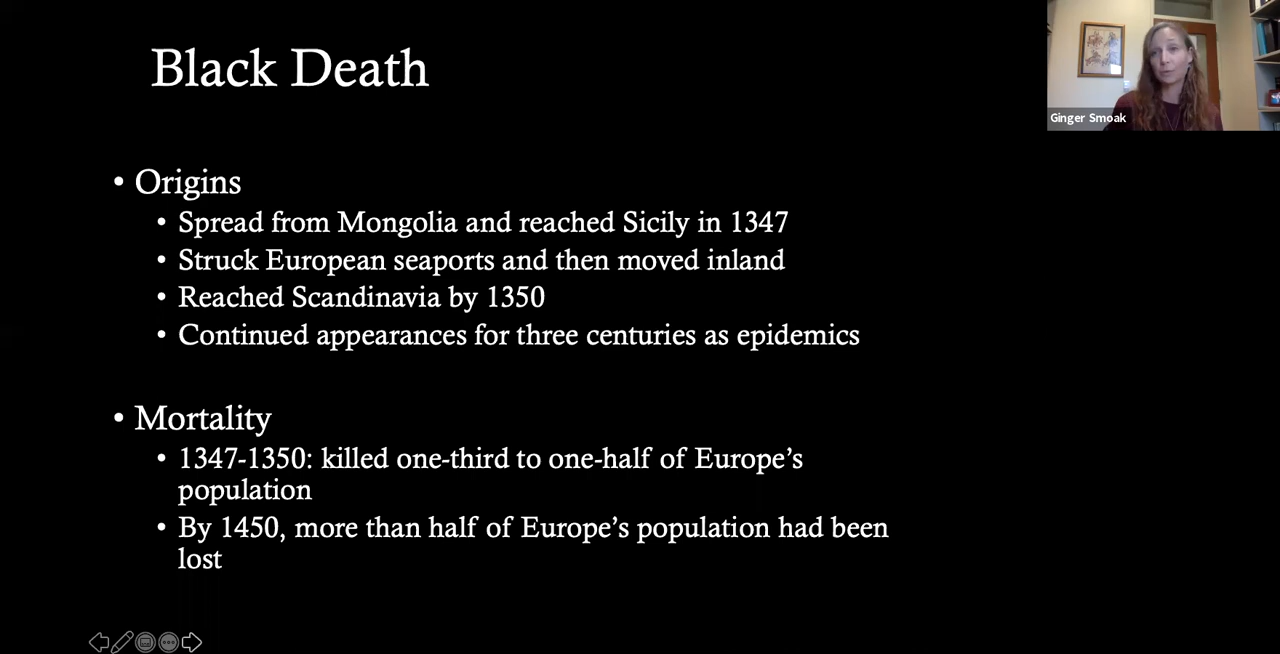 Black Death
Ginger Smoak
• Origins
• Spread from Mongolia and reached Sicily in 1347
• Struck European seaports and then moved inland
• Reached Scandinavia by 1350
• Continued appearances for three centuries as epidemics
• Mortality
• 1347-1350: killed one-third to one-half of Europe’s
population
• By 1450, more than half of Europe’s population had been
lost